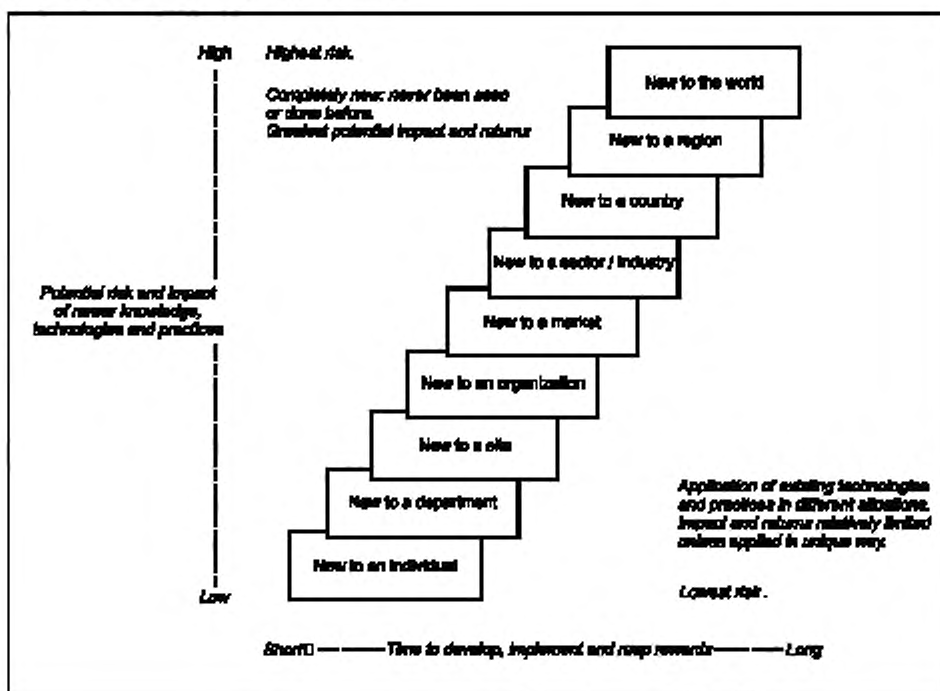 High
Highest risk.
Completely new: never been seen
or done before.
Greatest potential impact and returns
New to the world
New to a region
New to a country
New to a sector / industry
Potential risk and impact
of newer knowledge,
technologies and practices
New to a market
New to an organization
New to a site
New to a department
New to an individual
Application of existing technologies
and practices in different situations.
Impact and returns relatively limited
unless applied in unique way.
Low
Lowest risk.
Short Time to develop, implement and reap rewards Long